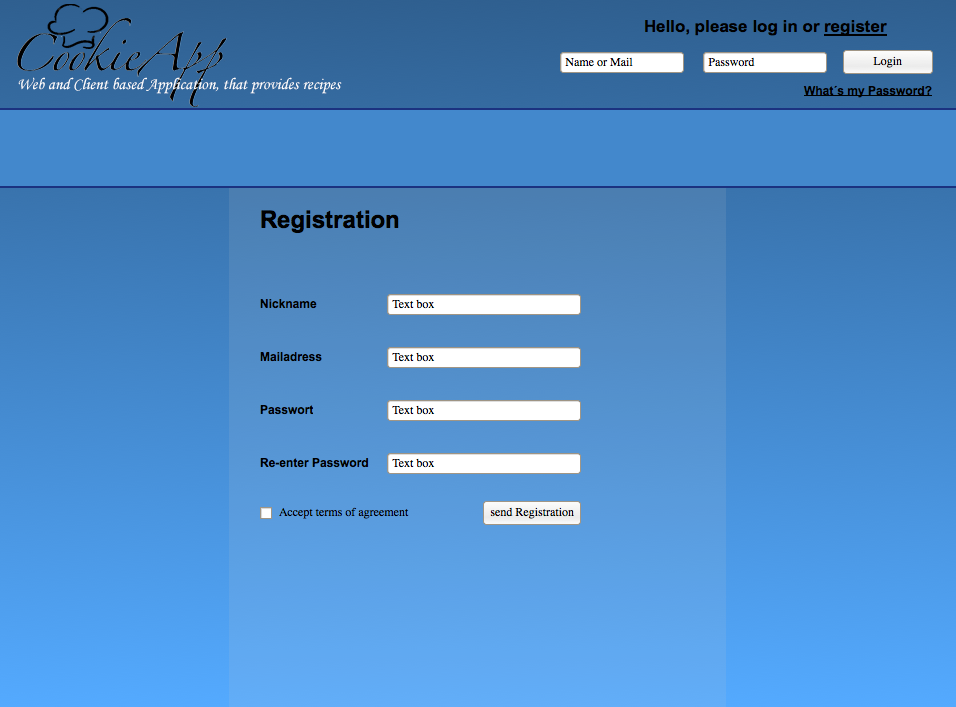 CookieApp
Web and Client based Application, that provides recipes
Hello, please log in or register
Name or Mail
Password
Login
What´s my Password?
Registration
Nickname
Text box
Mailadress
Text box
Passwort
Text box
Re-enter Password
Text box
Accept terms of agreement
send Registration